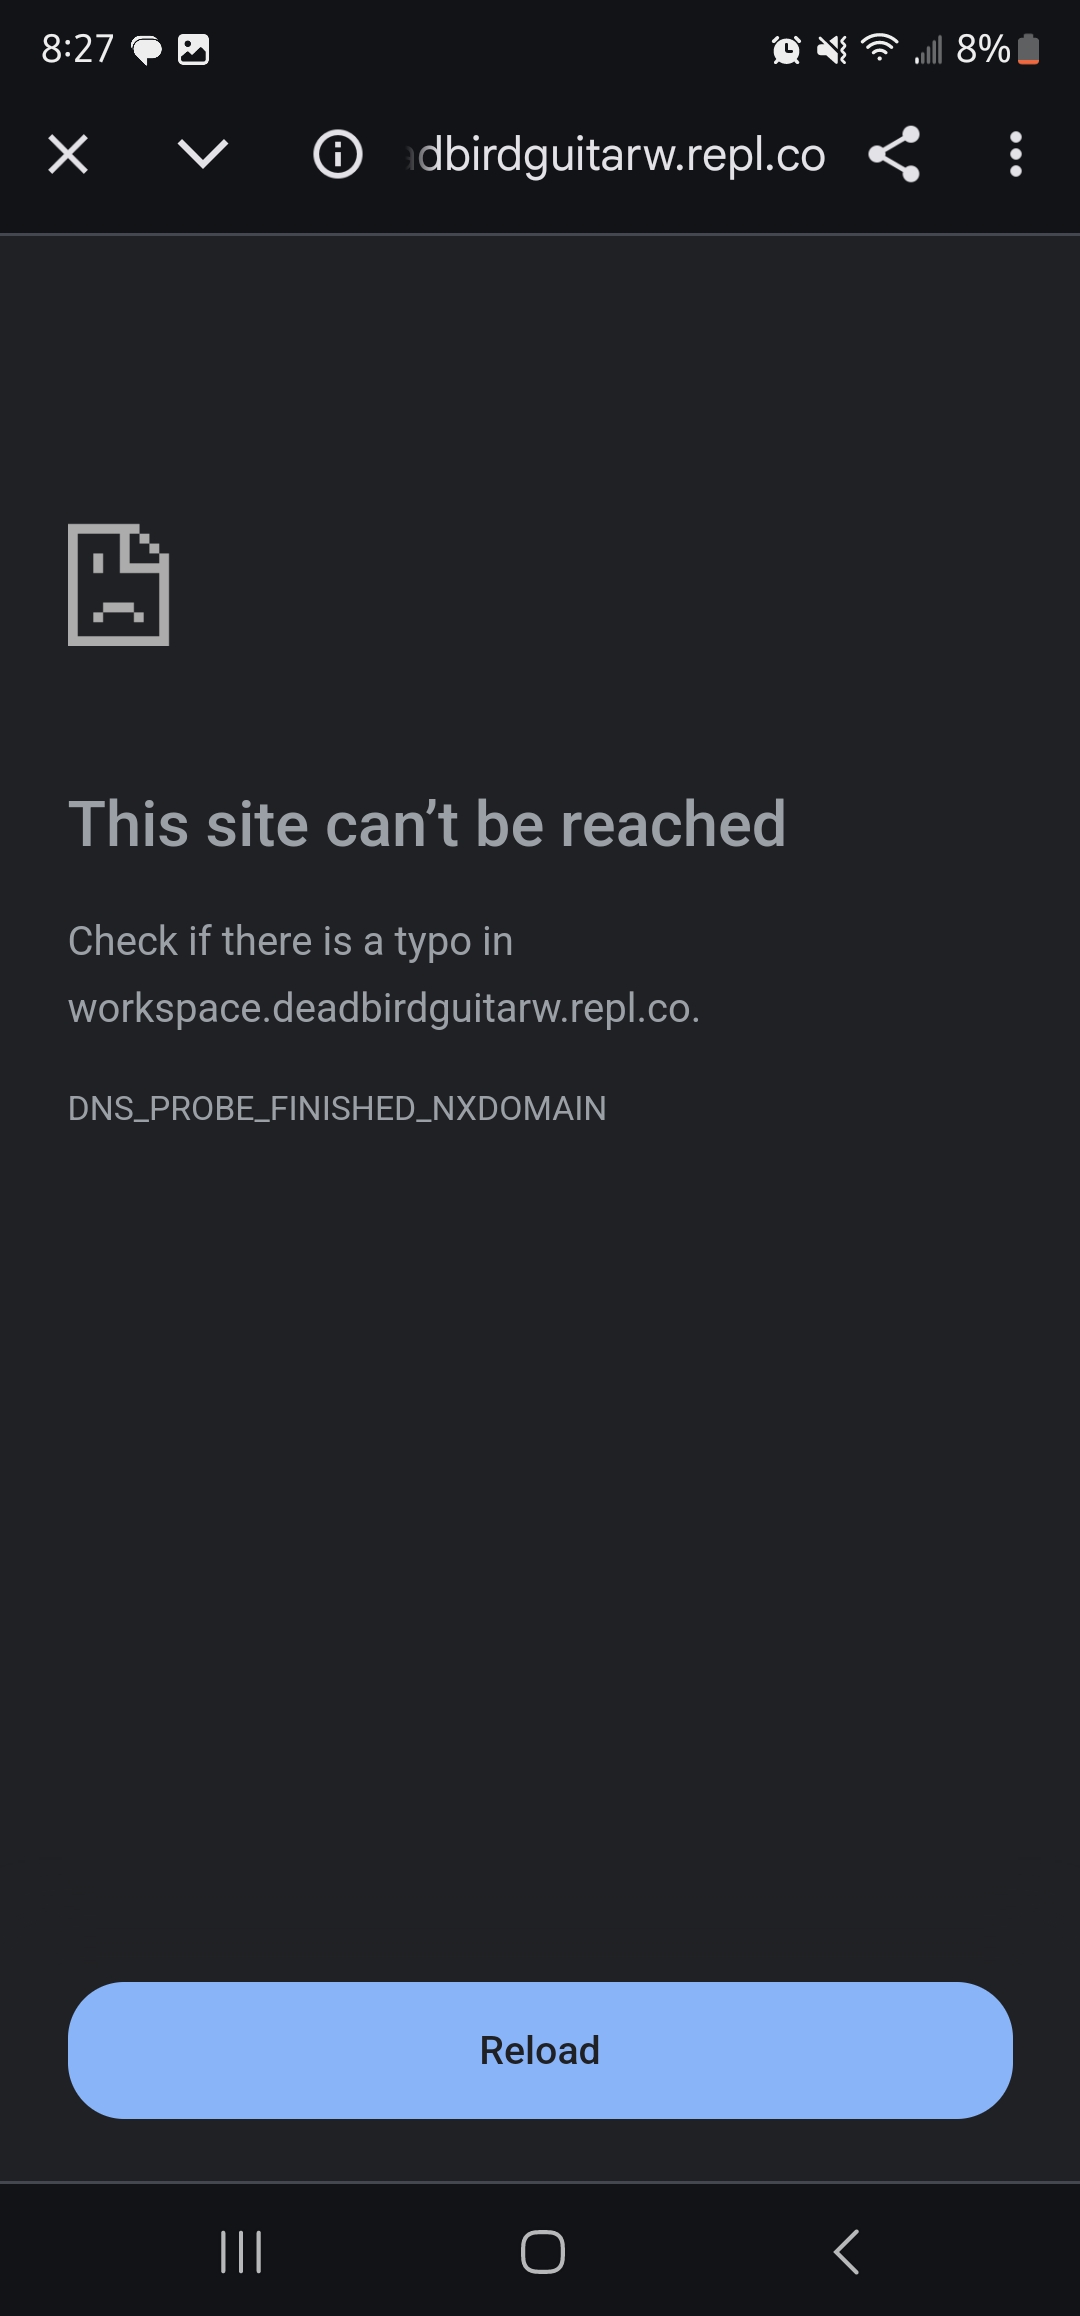 8:27
8%
adbirdguitarw.repl.co
This site can’t be reached
Check if there is a typo in
workspace.deadbirdguitarw.repl.co.
DNS_PROBE_FINISHED_NXDOMAIN
Reload